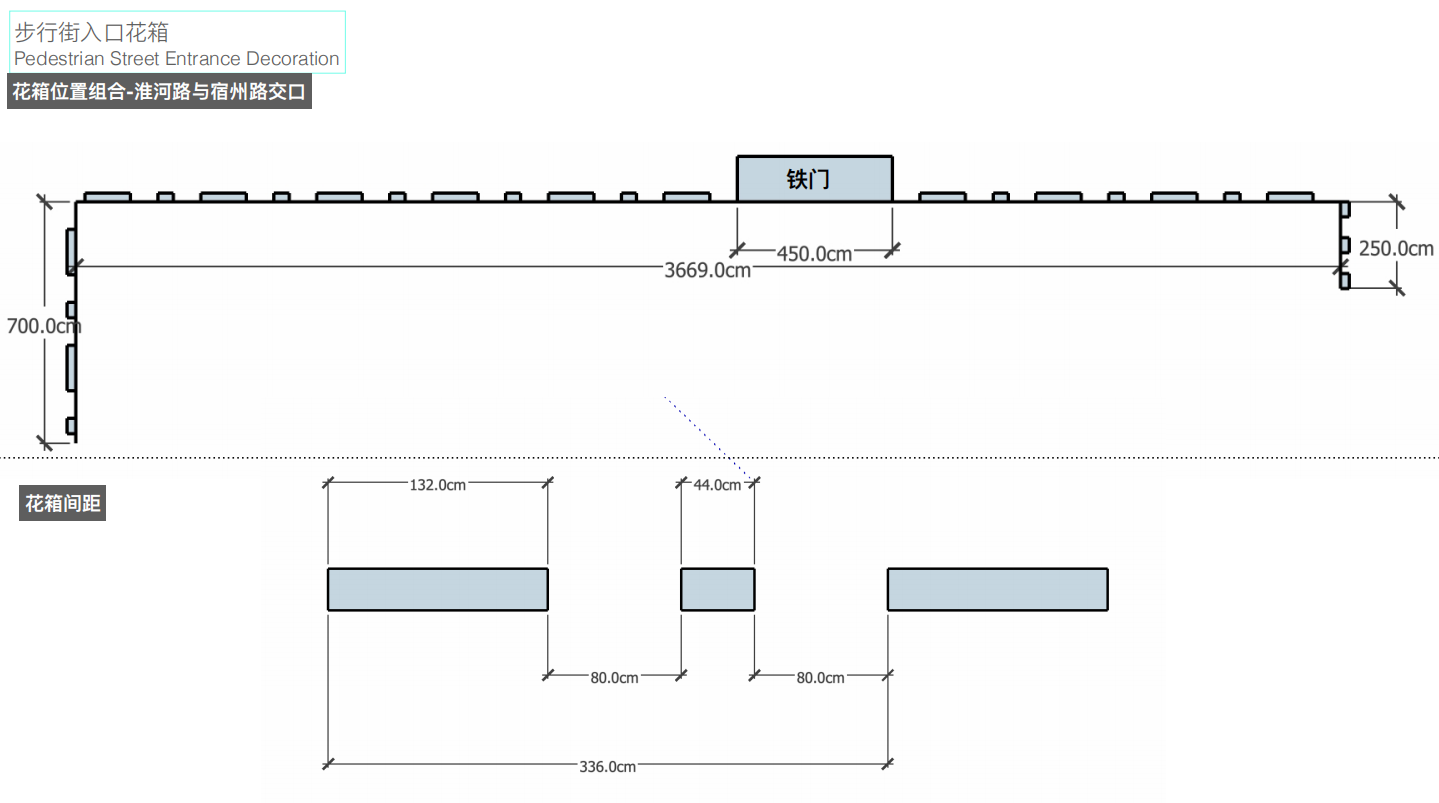 步行街入口花箱
Pedestrian Street Entrance Decoration
花箱位置组合-淮河路与宿州路交口
铁门
450.0cm
250.0cm
3669.0cm
700.0cm
132.0cm
44.0cm
花箱间距
80.0cm
80.0cm
336.0cm